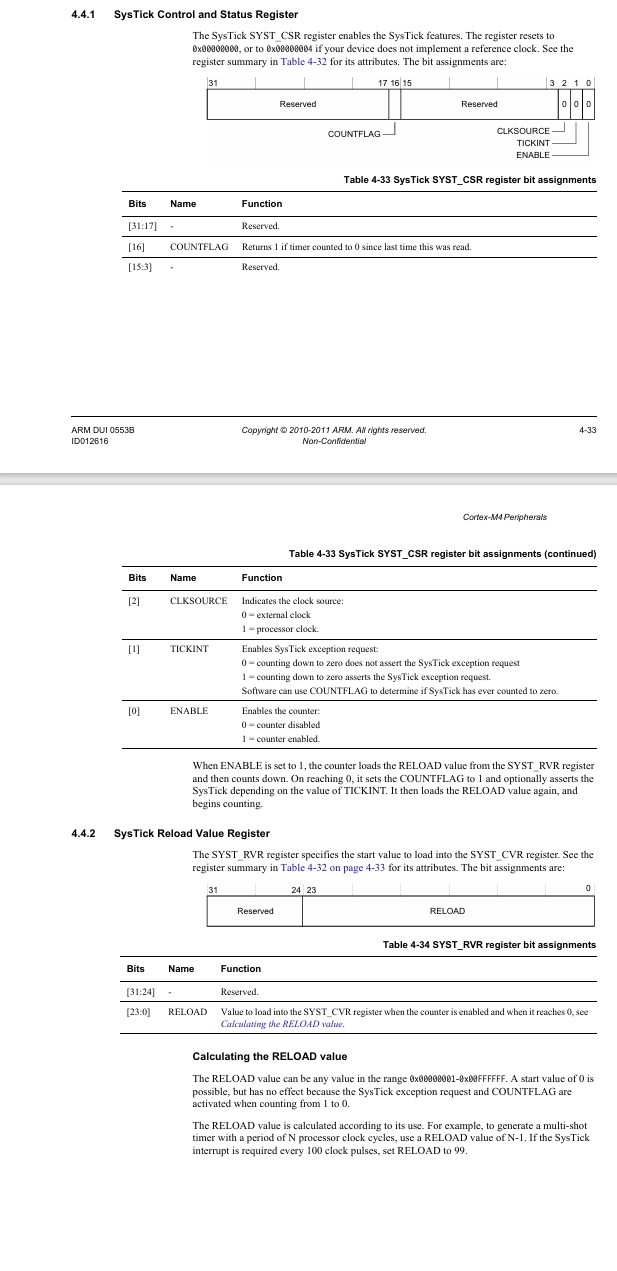 4.4.1 SysTick Control and Status Register
The SysTick SYST_CSR register enables the SysTick features. The register resets to
0x00000000, or to 0x00000004 if your device does not implement a reference clock. See the
register summary in Table 4-32 for its attributes. The bit assignments are:
31 17 16 15 3 2 1 0
Reserved Reserved 0 0 0
COUNTFLAG CLKSOURCE
TICKINT
ENABLE
Table 4-33 SysTick SYST_CSR register bit assignments
Bits Name Function
[31:17] - Reserved.
[16] COUNTFLAG Returns 1 if timer counted to 0 since last time this was read.
[15:3] - Reserved.
ARM DUI 0553B Copyright © 2010-2011 ARM. All rights reserved. 4-33
ID012616 Non-Confidential
Cortex-M4 Peripherals
Table 4-33 SysTick SYST_CSR register bit assignments (continued)
Bits Name Function
[2] CLKSOURCE Indicates the clock source:
0 = external clock
1 = processor clock.
[1] TICKINT Enables SysTick exception request:
0 = counting down to zero does not assert the SysTick exception request
1 = counting down to zero asserts the SysTick exception request.
Software can use COUNTFLAG to determine if SysTick has ever counted to zero.
[0] ENABLE Enables the counter:
0 = counter disabled
1 = counter enabled.
When ENABLE is set to 1, the counter loads the RELOAD value from the SYST_RVR register
and then counts down. On reaching 0, it sets the COUNTFLAG to 1 and optionally asserts the
SysTick depending on the value of TICKINT. It then loads the RELOAD value again, and
begins counting.
4.4.2 SysTick Reload Value Register
The SYST_RVR register specifies the start value to load into the SYST_CVR register. See the
register summary in Table 4-32 on page 4-33 for its attributes. The bit assignments are:
31 24 23 0
Reserved RELOAD
Table 4-34 SYST_RVR register bit assignments
Bits Name Function
[31:24] - Reserved.
[23:0] RELOAD Value to load into the SYST_CVR register when the counter is enabled and when it reaches 0, see
Calculating the RELOAD value.
Calculating the RELOAD value
The RELOAD value can be any value in the range 0x00000001-0x00FFFFFF. A start value of 0 is
possible, but has no effect because the SysTick exception request and COUNTFLAG are
activated when counting from 1 to 0.
The RELOAD value is calculated according to its use. For example, to generate a multi-shot
timer with a period of N processor clock cycles, use a RELOAD value of N-1. If the SysTick
interrupt is required every 100 clock pulses, set RELOAD to 99.